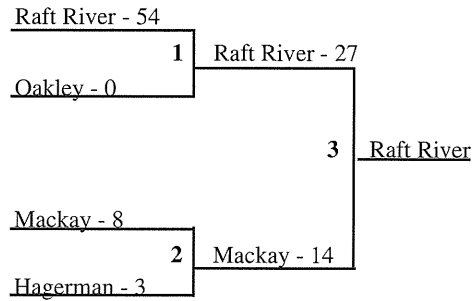 Raft River - 54
1
Raft River - 27
Oakley - 0
3
Raft River
Mackay - 8
2
Mackay - 14
Hagerman - 3